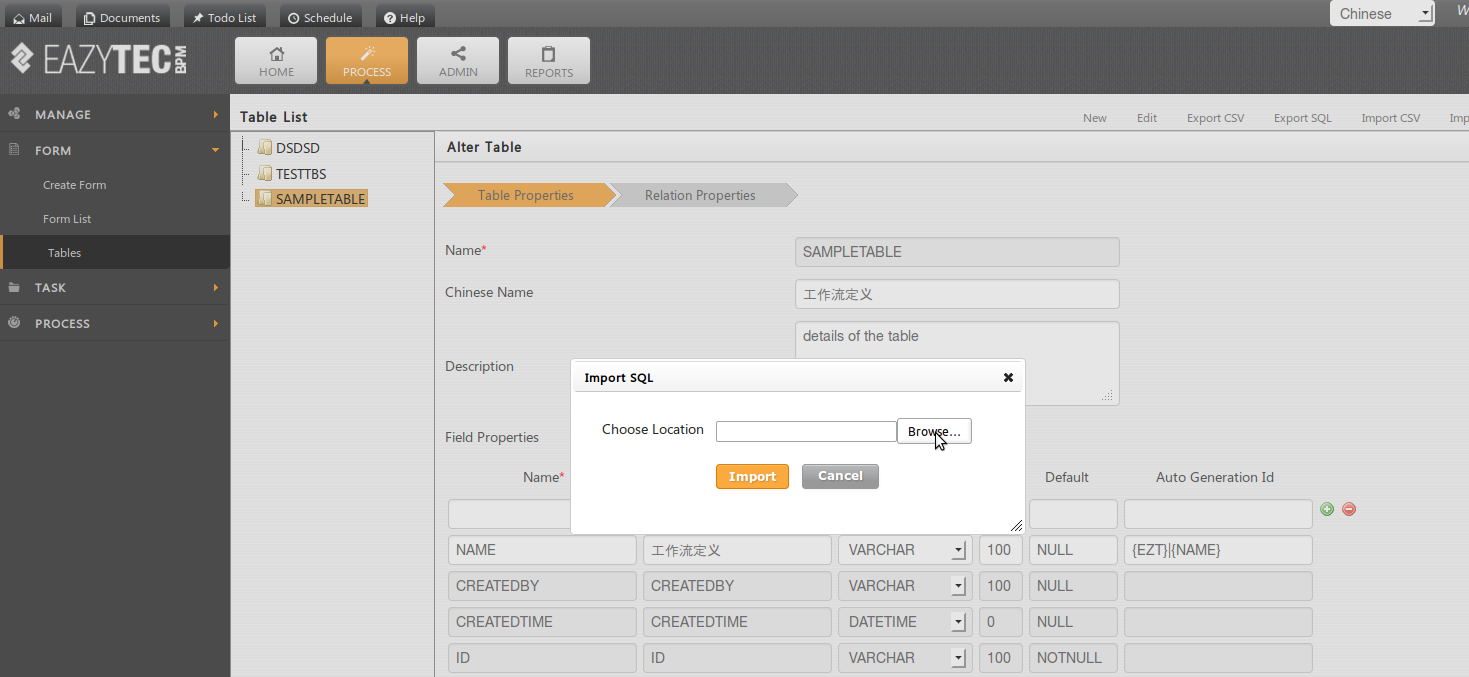 Mail Documents Todo List Schedule Help Chinese
EAZYTEC BPM HOME PROCESS ADMIN REPORTS
MANAGE
FORM
Create Form
Form List
Tables
TASK
PROCESS
Table List New Edit Export CSV Export SQL Import CSV
DSDSD
TESTTBS
SAMPLETABLE
Alter Table
Table Properties Relation Properties
Name* SAMPLETABLE
Chinese Name 工作流定义
Description details of the table
Import SQL
Choose Location Browse...
Import Cancel
Field Properties
Name* Default Auto Generation Id
NAME 工作流定义 VARCHAR 100 NULL {EZT}|{NAME}
CREATEDBY CREATEDBY VARCHAR 100 NULL
CREATEDTIME CREATEDTIME DATETIME 0 NULL
ID ID VARCHAR 100 NOTNULL